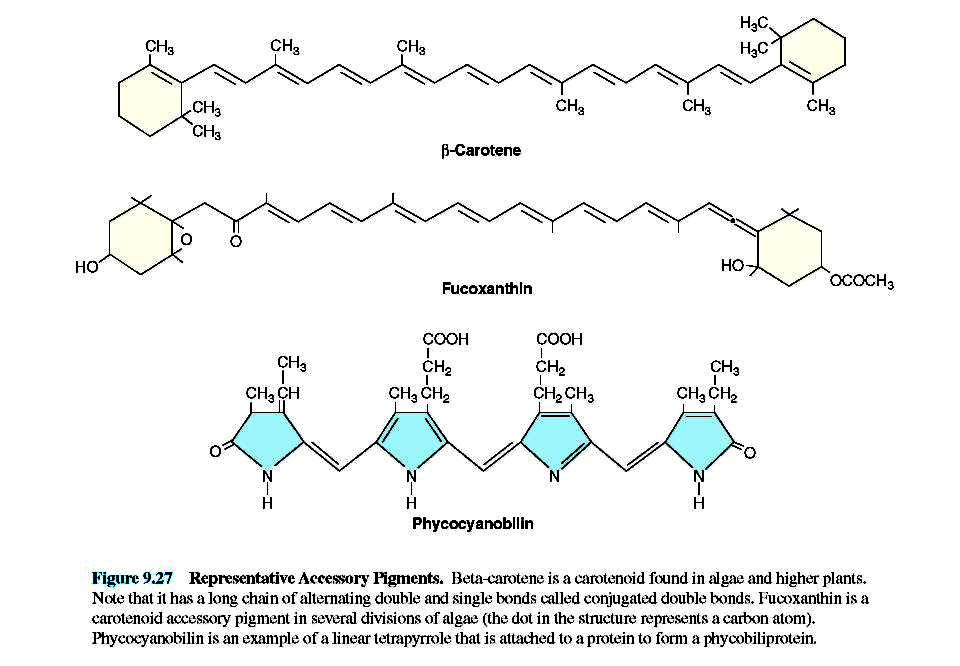 H₃C
CH₃ CH₃ CH₃ H₃C
CH₃ CH₃ CH₃ CH₃
CH₃
β-Carotene
O O
HO HO OCOCH₃
Fucoxanthin
COOH COOH
CH₃ CH₂ CH₂ CH₃
CH₃ CH CH₃ CH₂ CH₂ CH₃ CH₃ CH₂
O N N N N O
H H H
Phycocyanobilin
Figure 9.27 Representative Accessory Pigments. Beta-carotene is a carotenoid found in algae and higher plants.
Note that it has a long chain of alternating double and single bonds called conjugated double bonds. Fucoxanthin is a
carotenoid accessory pigment in several divisions of algae (the dot in the structure represents a carbon atom).
Phycocyanobilin is an example of a linear tetrapyrrole that is attached to a protein to form a phycobiliprotein.